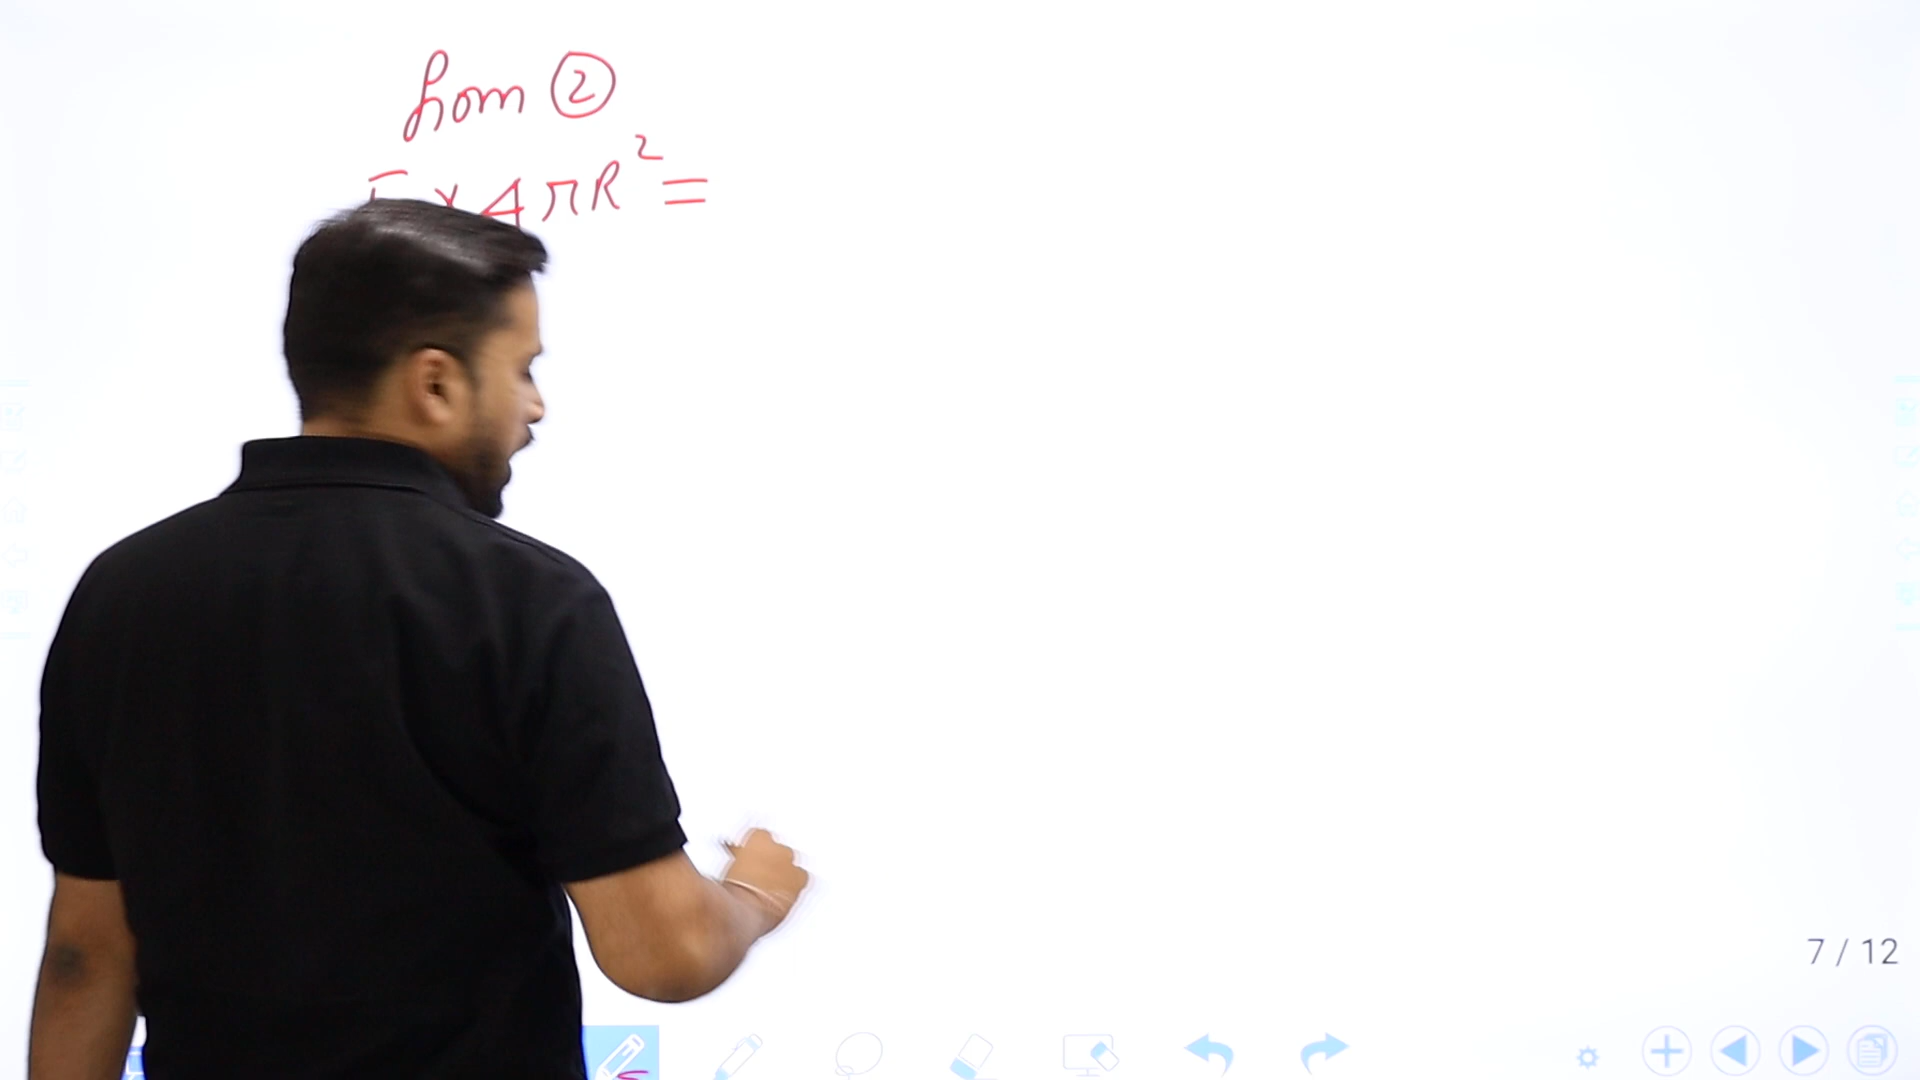 from ②
× 4πR² =
7 / 12